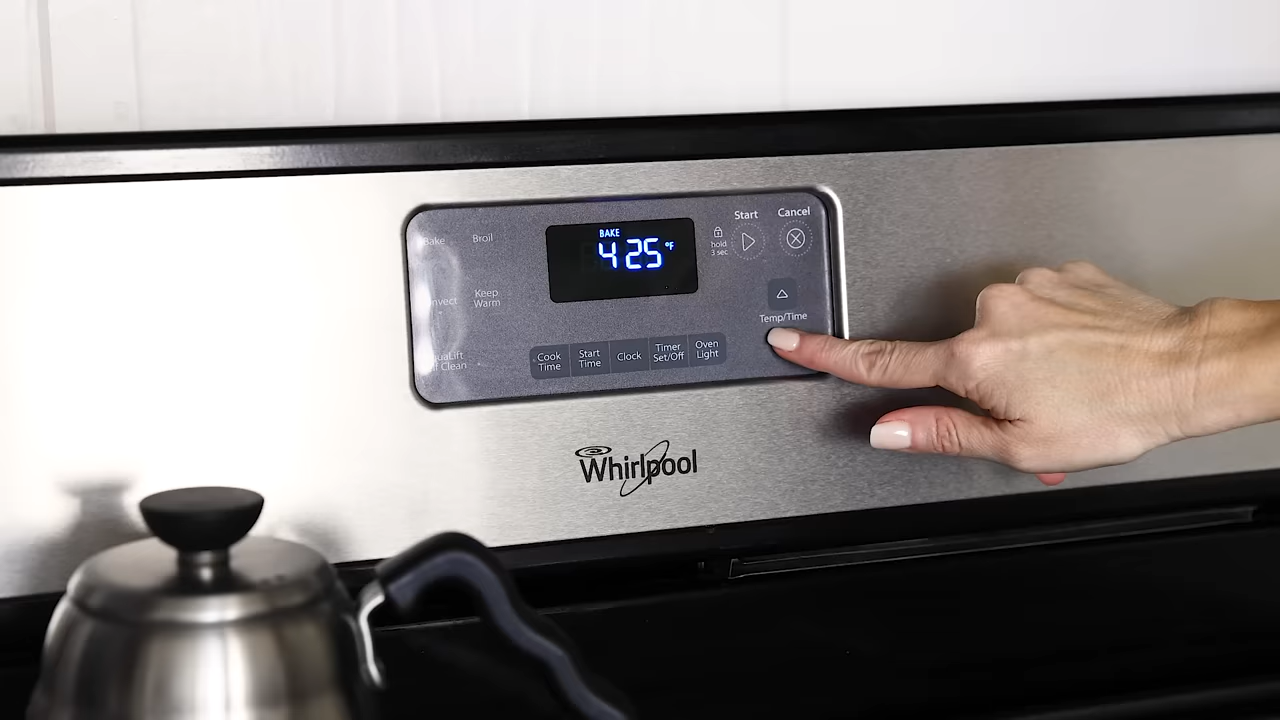 Bake
Broil
BAKE
425 °F
hold
3 sec
Start
Cancel
Keep
Warm
Temp/Time
Cook
Time
Start
Time
Clock
Timer
Set/Off
Oven
Light
Clean
Whirlpool